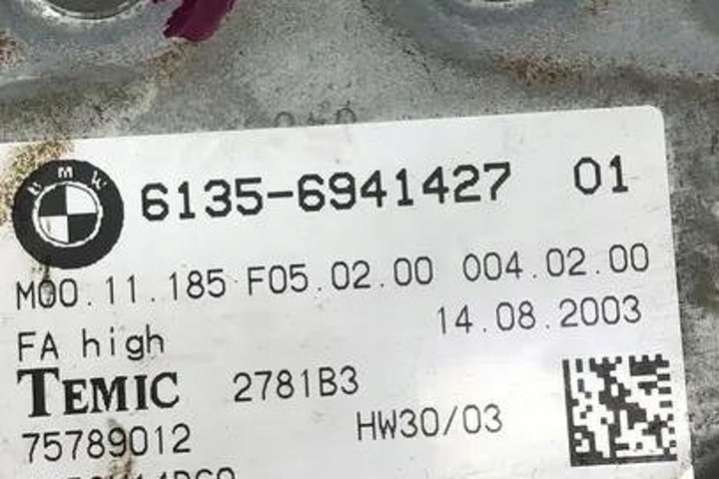 BMW
6135-6941427 01
M00.11.185 F05.02.00 004.02.00
FA high 14.08.2003
TEMIC 2781B3
75789012 HW30/03